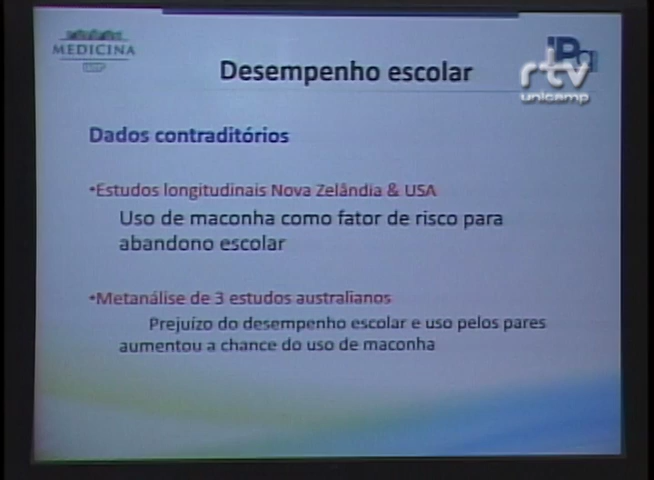 MEDICINA
USP
Desempenho escolar
IPq
rtv
unicamp
Dados contraditórios
•Estudos longitudinais Nova Zelândia & USA
Uso de maconha como fator de risco para
abandono escolar
•Metanálise de 3 estudos australianos
Prejuízo do desempenho escolar e uso pelos pares
aumentou a chance do uso de maconha